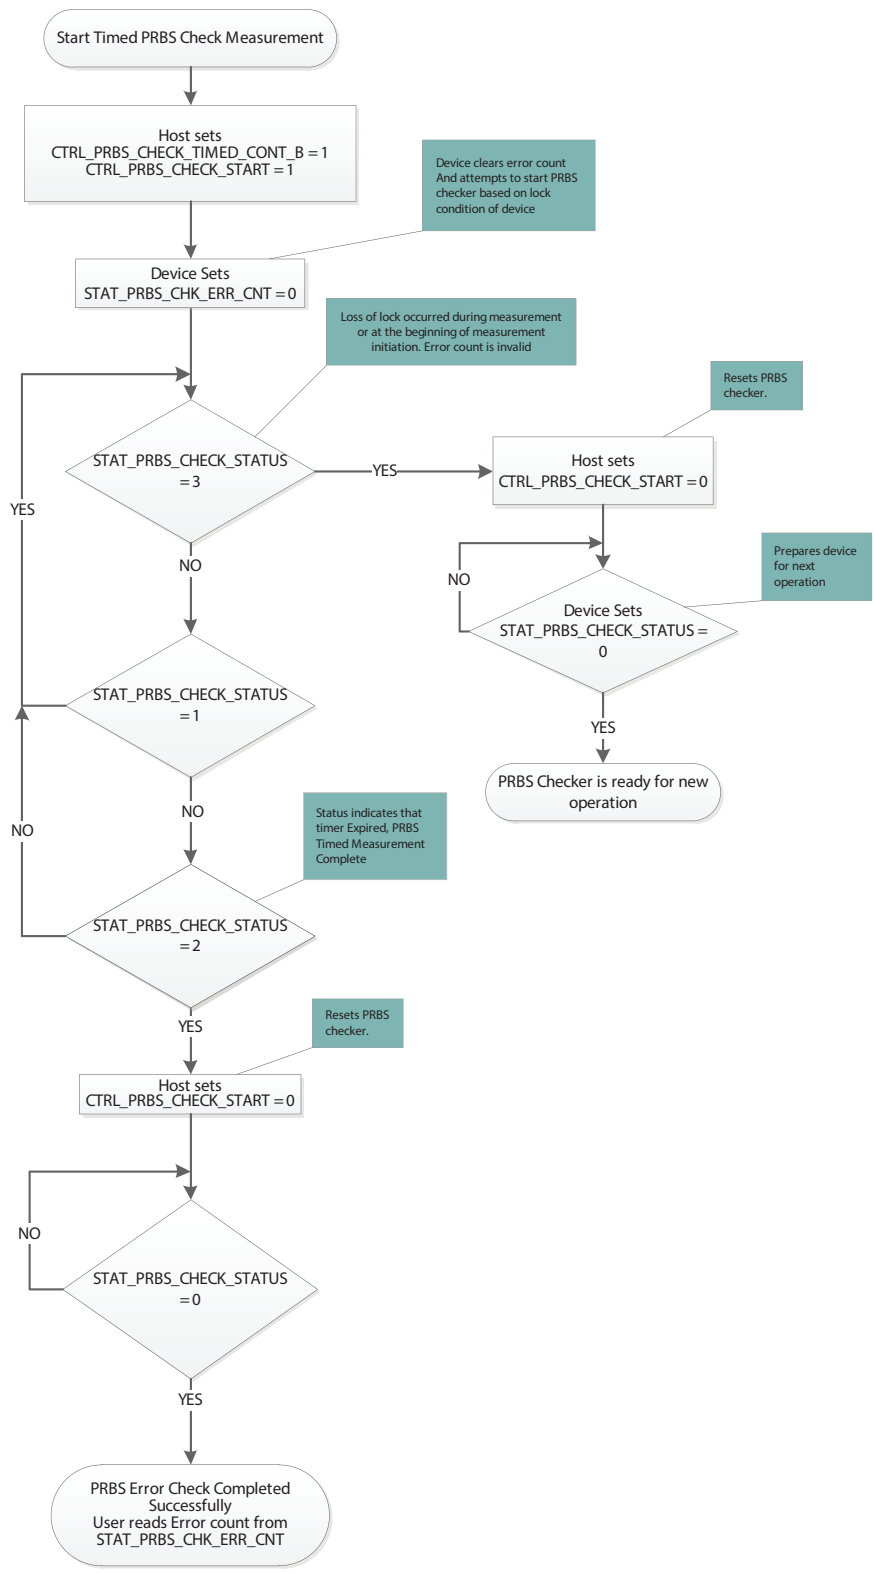 Start Timed PRBS Check Measurement
Host sets
CTRL_PRBS_CHECK_TIMED_CONT_B = 1
CTRL_PRBS_CHECK_START = 1
Device clears error count
And attempts to start PRBS
checker based on lock
condition of device
Device Sets
STAT_PRBS_CHK_ERR_CNT = 0
Loss of lock occurred during measurement
or at the beginning of measurement
initiation. Error count is invalid
Resets PRBS
checker.
STAT_PRBS_CHECK_STATUS
= 3
YES
Host sets
CTRL_PRBS_CHECK_START = 0
YES
NO
Prepares device
for next
operation
NO
Device Sets
STAT_PRBS_CHECK_STATUS =
0
STAT_PRBS_CHECK_STATUS
= 1
YES
PRBS Checker is ready for new
operation
NO
NO
Status indicates that
timer Expired, PRBS
Timed Measurement
Complete
STAT_PRBS_CHECK_STATUS
= 2
YES
Resets PRBS
checker.
Host sets
CTRL_PRBS_CHECK_START = 0
NO
STAT_PRBS_CHECK_STATUS
= 0
YES
PRBS Error Check Completed
Successfully
User reads Error count from
STAT_PRBS_CHK_ERR_CNT